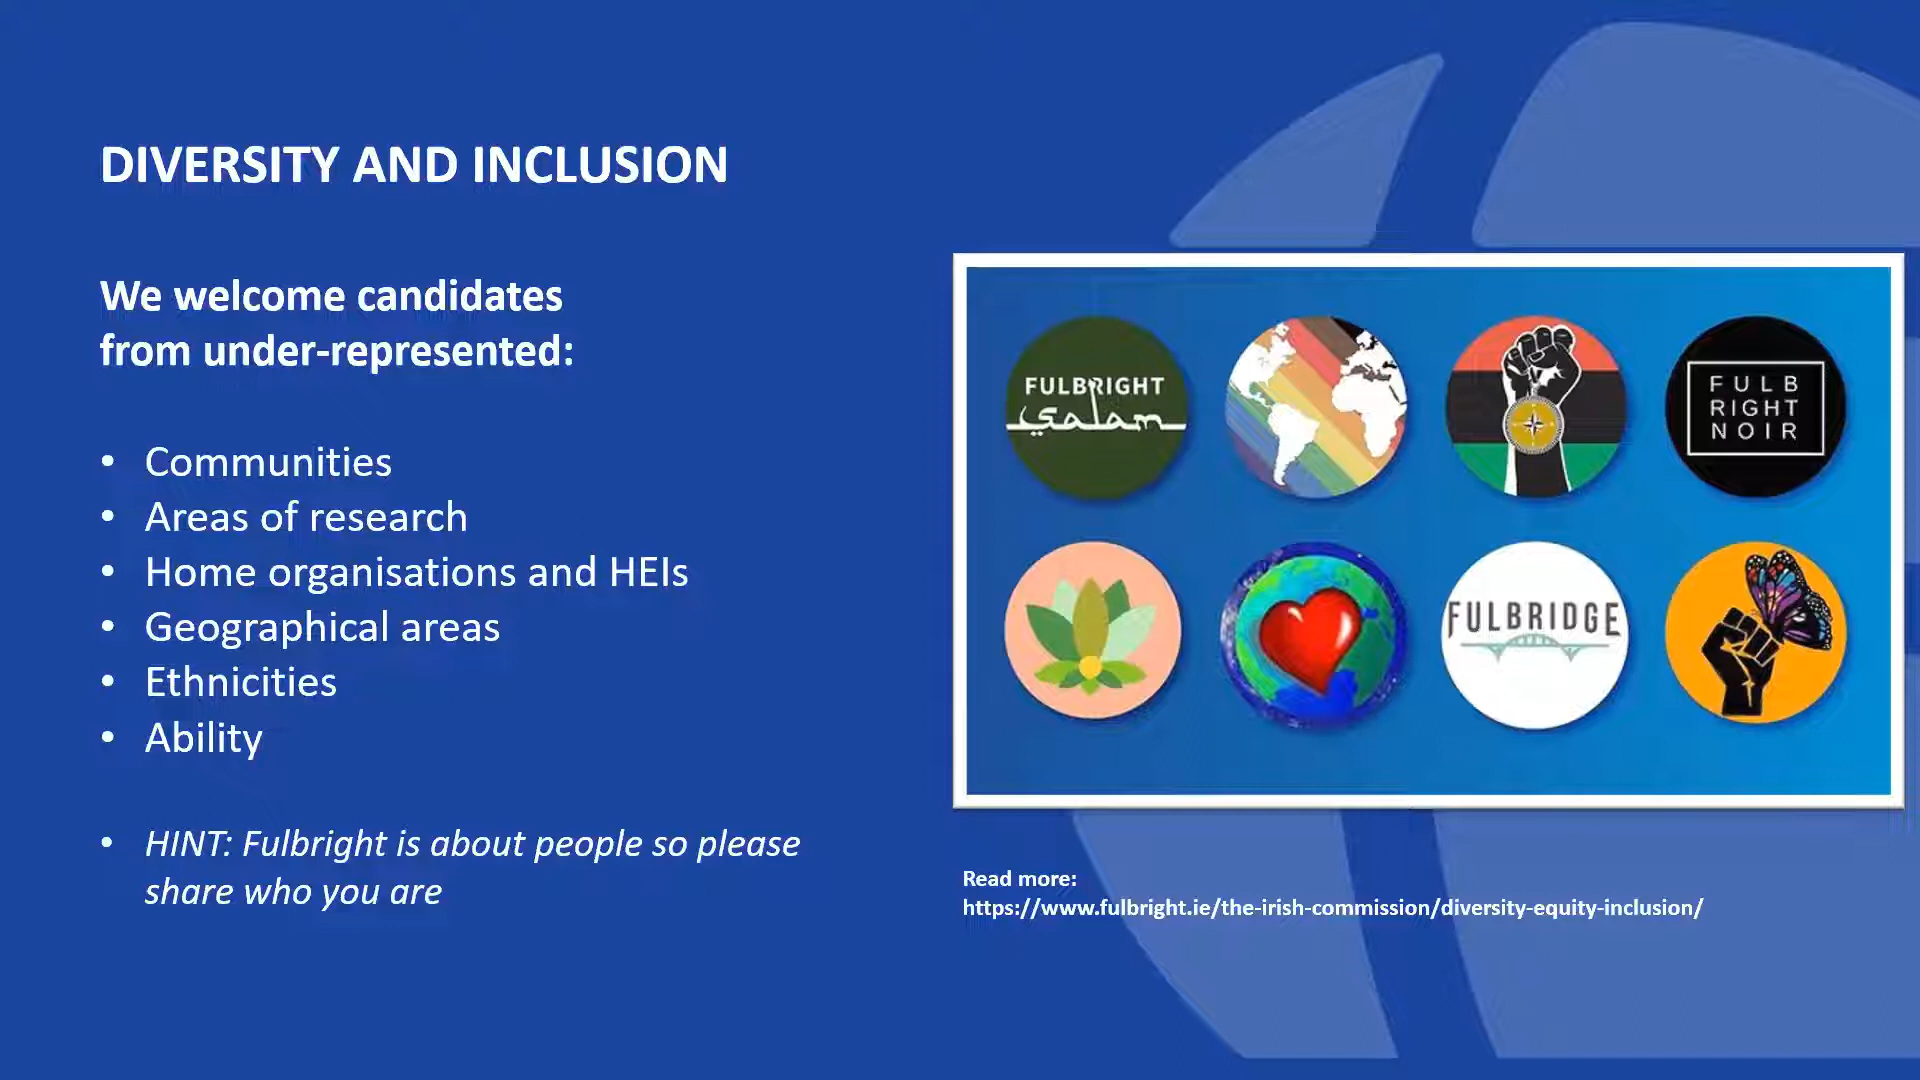 DIVERSITY AND INCLUSION
We welcome candidates
from under-represented:
• Communities
• Areas of research
• Home organisations and HEIs
• Geographical areas
• Ethnicities
• Ability
• HINT: Fulbright is about people so please
share who you are
FULBRIGHT
salam
FULB
RIGHT
NOIR
FULBRIDGE
Read more:
https://www.fulbright.ie/the-irish-commission/diversity-equity-inclusion/